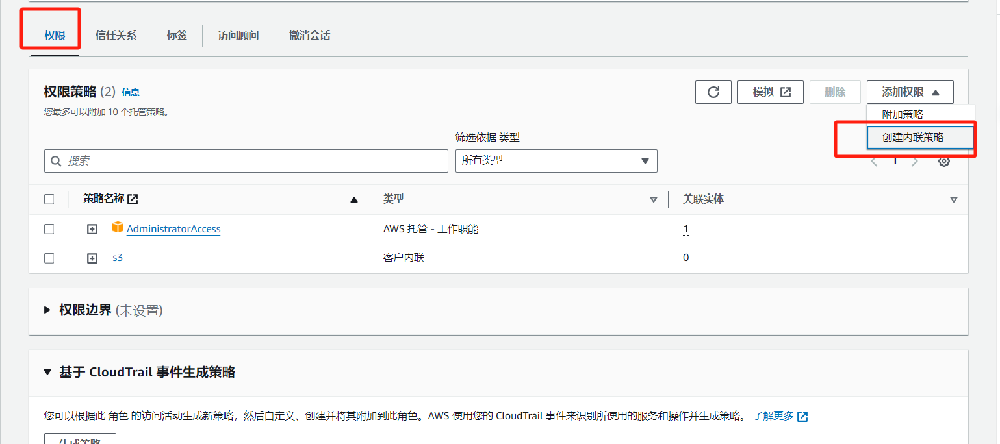 权限 信任关系 标签 访问顾问 撤消会话
权限策略 (2) 信息
模拟 删除 添加权限
您最多可以附加 10 个托管策略。
附加策略
创建内联策略
筛选依据 类型
搜索 所有类型
1
策略名称 类型 关联实体
AdministratorAccess AWS 托管 - 工作职能 1
s3 客户内联 0
权限边界 (未设置)
基于 CloudTrail 事件生成策略
您可以根据此 角色 的访问活动生成新策略，然后自定义、创建并将其附加到此角色。AWS 使用您的 CloudTrail 事件来识别所使用的服务和操作并生成策略。 了解更多
生成策略